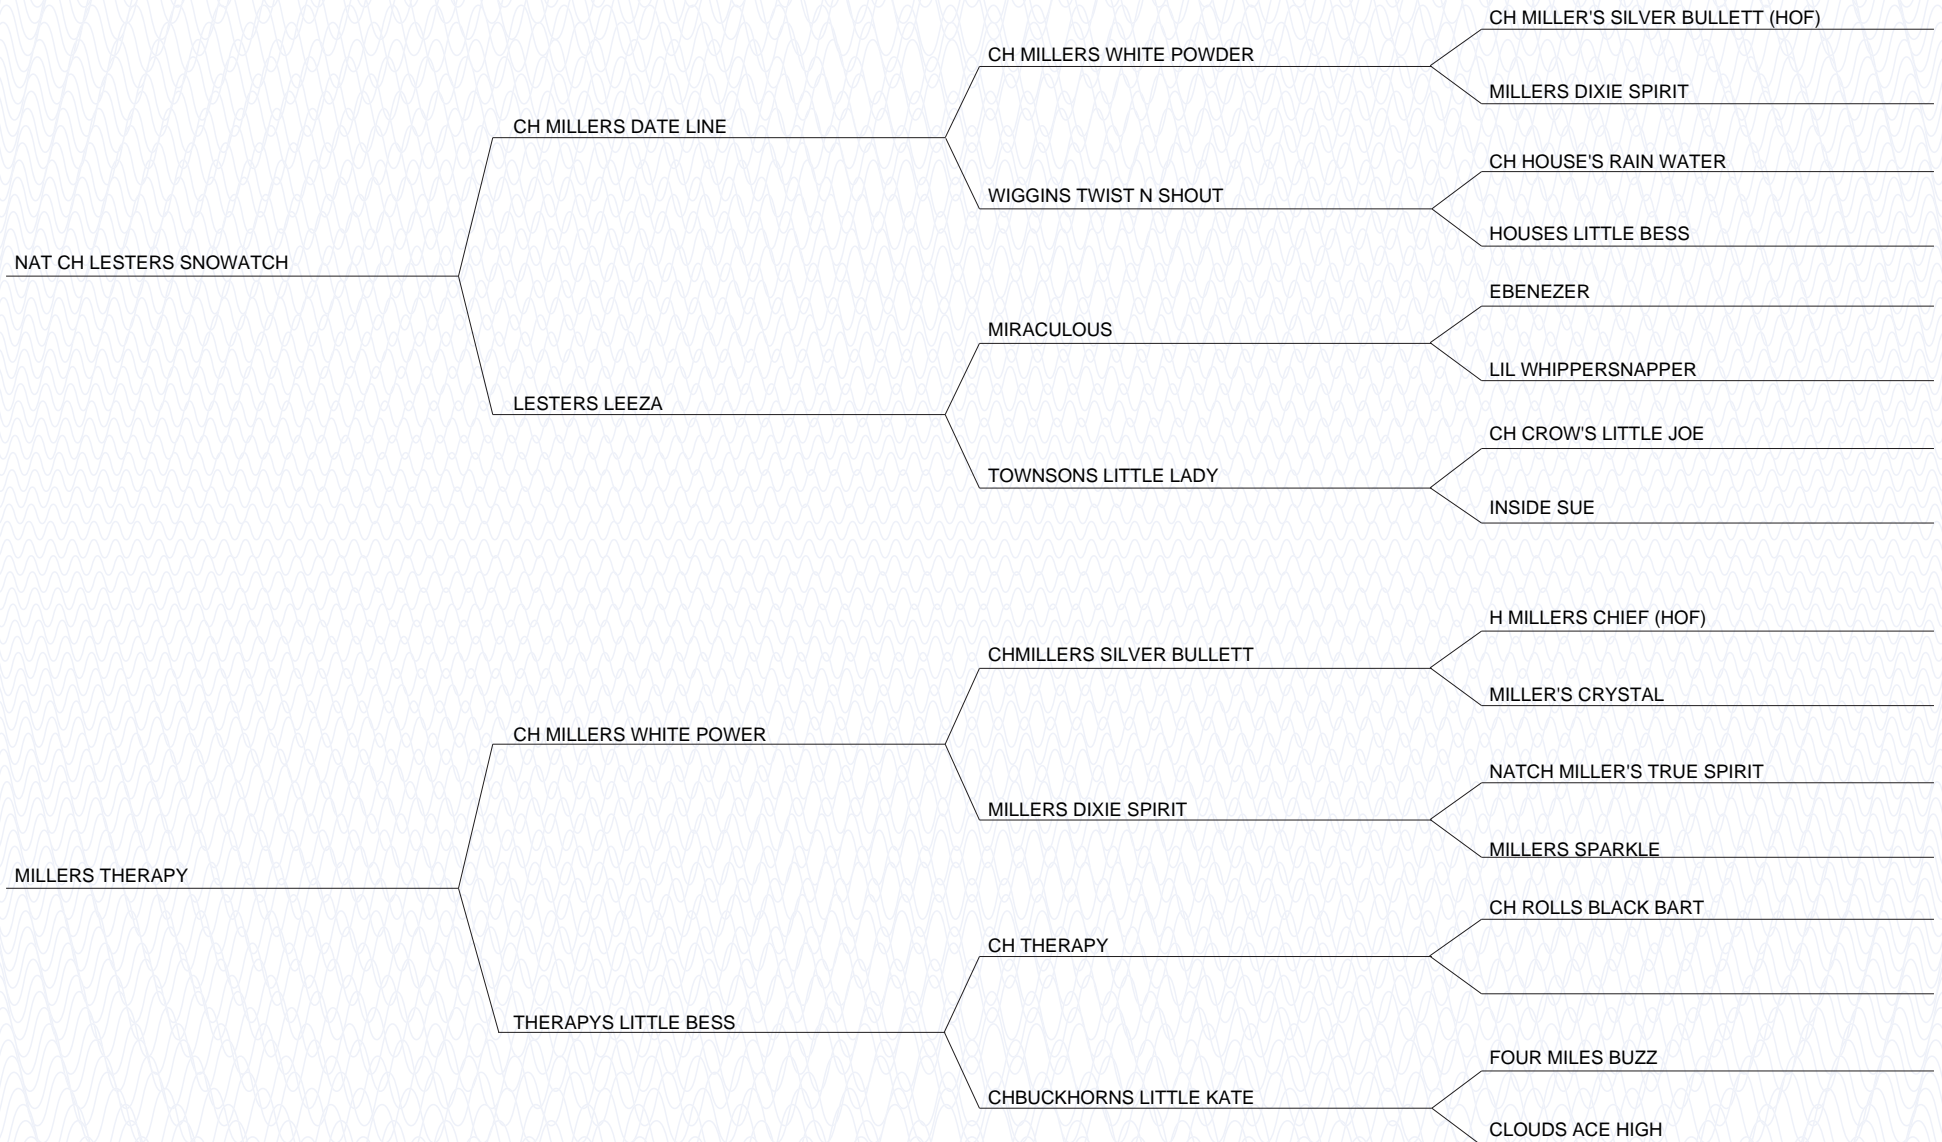 CH MILLER'S SILVER BULLETT (HOF)
CH MILLERS WHITE POWDER
MILLERS DIXIE SPIRIT
CH MILLERS DATE LINE
CH HOUSE'S RAIN WATER
WIGGINS TWIST N SHOUT
HOUSES LITTLE BESS
NAT CH LESTERS SNOWATCH
EBENEZER
MIRACULOUS
LIL WHIPPERSNAPPER
LESTERS LEEZA
CH CROW'S LITTLE JOE
TOWNSONS LITTLE LADY
INSIDE SUE
H MILLERS CHIEF (HOF)
CHMILLERS SILVER BULLETT
MILLER'S CRYSTAL
CH MILLERS WHITE POWER
NATCH MILLER'S TRUE SPIRIT
MILLERS DIXIE SPIRIT
MILLERS SPARKLE
MILLERS THERAPY
CH ROLLS BLACK BART
CH THERAPY
THERAPYS LITTLE BESS
FOUR MILES BUZZ
CHBUCKHORNS LITTLE KATE
CLOUDS ACE HIGH